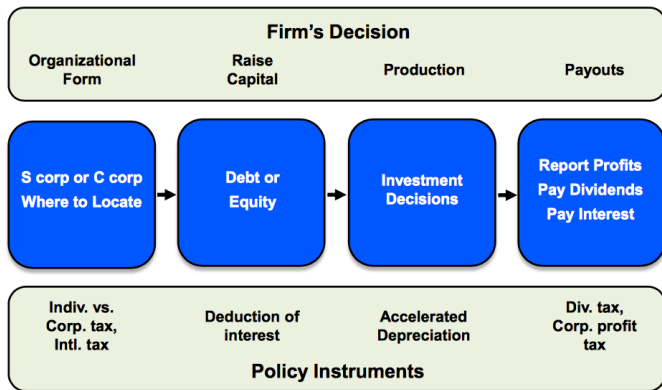 Firm's Decision
Organizational
Form
Raise
Capital
Production
Payouts
S corp or C corp
Where to Locate
Debt or
Equity
Investment
Decisions
Report Profits
Pay Dividends
Pay Interest
Indiv. vs.
Corp. tax,
Intl. tax
Deduction of
interest
Accelerated
Depreciation
Div. tax,
Corp. profit
tax
Policy Instruments